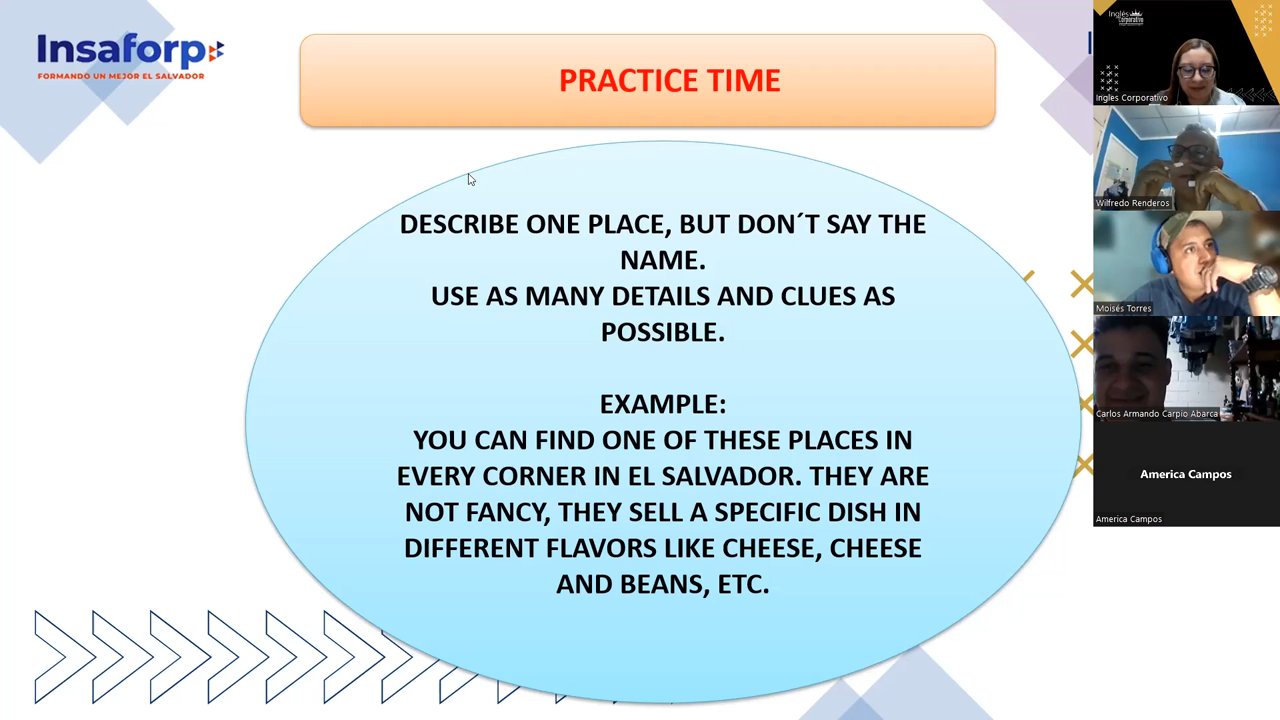 Insaforp
FORMANDO UN MEJOR EL SALVADOR
PRACTICE TIME
DESCRIBE ONE PLACE, BUT DON´T SAY THE
NAME.
USE AS MANY DETAILS AND CLUES AS
POSSIBLE.
EXAMPLE:
YOU CAN FIND ONE OF THESE PLACES IN
EVERY CORNER IN EL SALVADOR. THEY ARE
NOT FANCY, THEY SELL A SPECIFIC DISH IN
DIFFERENT FLAVORS LIKE CHEESE, CHEESE
AND BEANS, ETC.
Inglés
Corporativo
Ingles Corporativo
Wilfredo Renderos
Moisés Torres
Carlos Armando Carpio Abarca
America Campos
America Campos